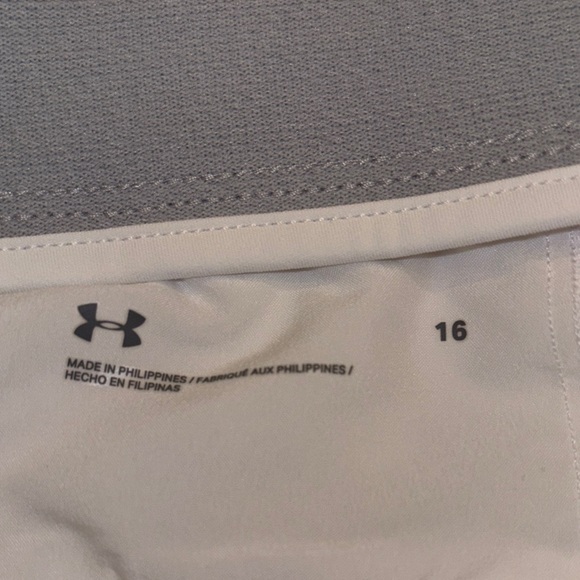 16
MADE IN PHILIPPINES / FABRIQUÉ AUX PHILIPPINES /
HECHO EN FILIPINAS